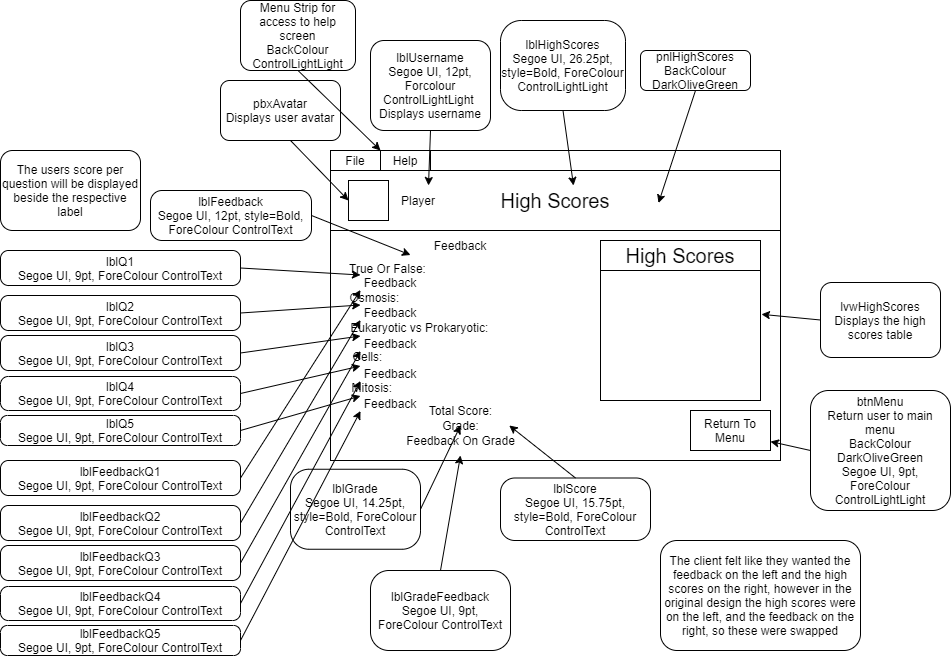 Menu Strip for
access to help
screen
BackColour
ControlLightLight
lblUsername
Segoe UI, 12pt,
Forcolour
ControlLightLight
Displays username
lblHighScores
Segoe UI, 26.25pt,
style=Bold, ForeColour
ControlLightLight
pnlHighScores
BackColour
DarkOliveGreen
pbxAvatar
Displays user avatar
The users score per
question will be displayed
beside the respective
label
File
Help
Player
High Scores
lblFeedback
Segoe UI, 12pt, style=Bold,
ForeColour ControlText
Feedback
High Scores
lblQ1
Segoe UI, 9pt, ForeColour ControlText
lblQ2
Segoe UI, 9pt, ForeColour ControlText
lblQ3
Segoe UI, 9pt, ForeColour ControlText
lblQ4
Segoe UI, 9pt, ForeColour ControlText
lblQ5
Segoe UI, 9pt, ForeColour ControlText
True Or False:
Feedback
Osmosis:
Feedback
Eukaryotic vs Prokaryotic:
Feedback
Cells:
Feedback
Mitosis:
Feedback
Total Score:
Grade:
Feedback On Grade
Return To
Menu
lvwHighScores
Displays the high
scores table
btnMenu
Return user to main
menu
BackColour
DarkOliveGreen
Segoe UI, 9pt,
ForeColour
ControlLightLight
lblFeedbackQ1
Segoe UI, 9pt, ForeColour ControlText
lblFeedbackQ2
Segoe UI, 9pt, ForeColour ControlText
lblFeedbackQ3
Segoe UI, 9pt, ForeColour ControlText
lblFeedbackQ4
Segoe UI, 9pt, ForeColour ControlText
lblFeedbackQ5
Segoe UI, 9pt, ForeColour ControlText
lblGrade
Segoe UI, 14.25pt,
style=Bold, ForeColour
ControlText
lblScore
Segoe UI, 15.75pt,
style=Bold, ForeColour
ControlText
lblGradeFeedback
Segoe UI, 9pt,
ForeColour ControlText
The client felt like they wanted the
feedback on the left and the high
scores on the right, however in the
original design the high scores were
on the left, and the feedback on the
right, so these were swapped